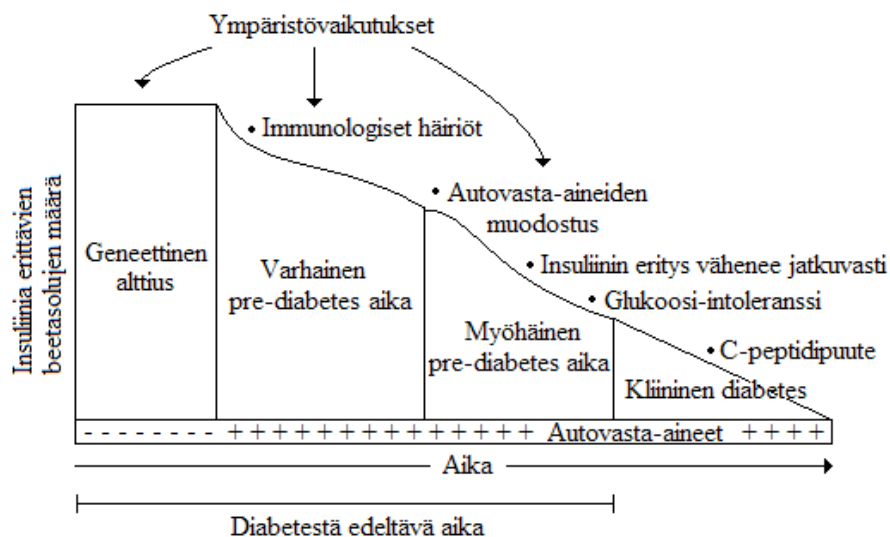 Ympäristövaikutukset
• Immunologiset häiriöt
• Autovasta-aineiden
muodostus
Insuliinia erittävien
beetasolujen määrä
Geneettinen
alttius
Varhainen
pre-diabetes aika
• Insuliinin eritys vähenee jatkuvasti
• Glukoosi-intoleranssi
Myöhäinen
pre-diabetes aika
• C-peptidipuute
Kliininen diabetes
- - - - - - - - + + + + + + + + + + + + + + Autovasta-aineet + + + +
Aika
Diabetestä edeltävä aika